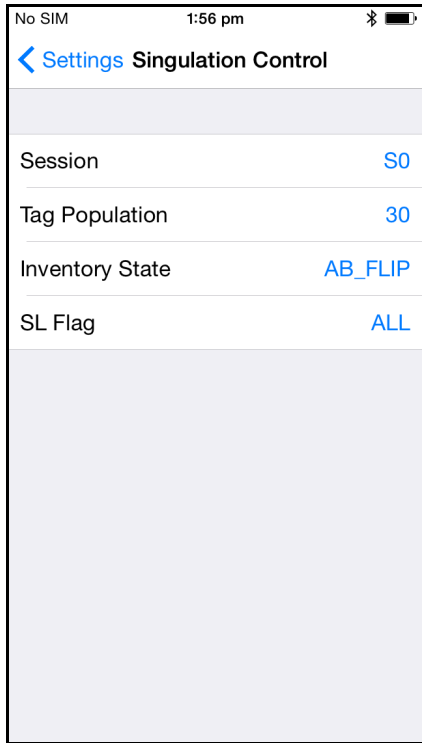 No SIM 1:56 pm
Settings Singulation Control
Session S0
Tag Population 30
Inventory State AB_FLIP
SL Flag ALL